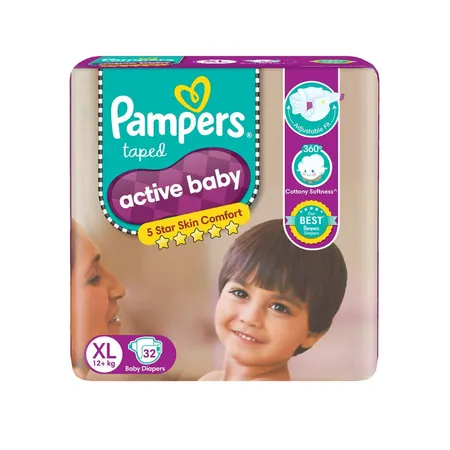 Pampers®
taped
active baby
5 Star Skin Comfort
Adjustable Fit
360°
Cottony Softness^
Our
BEST
Pampers
Diapers
XL
12+ kg
32
Baby Diapers